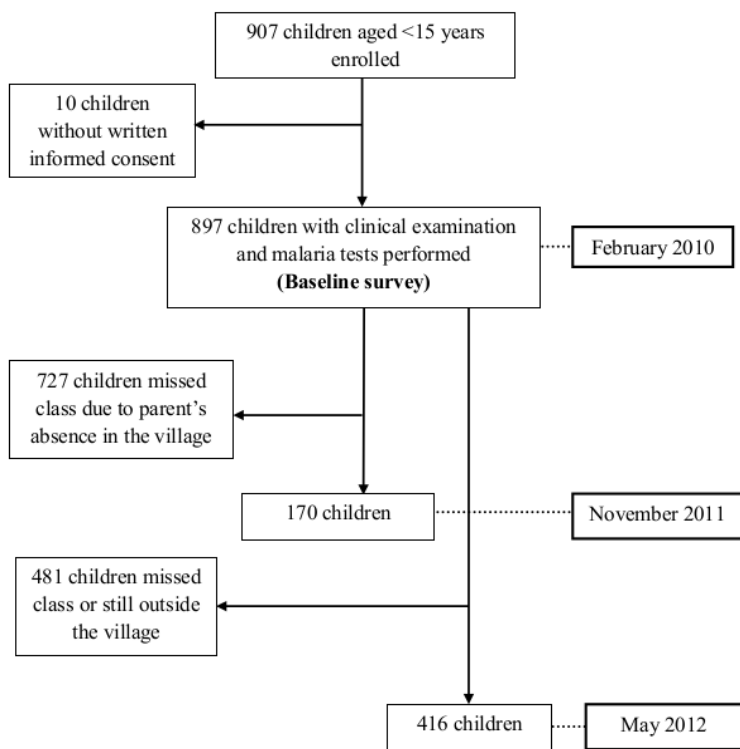 907 children aged <15 years
enrolled
10 children
without written
informed consent
897 children with clinical examination
and malaria tests performed
(Baseline survey)
February 2010
727 children missed
class due to parent's
absence in the village
170 children
November 2011
481 children missed
class or still outside
the village
416 children
May 2012